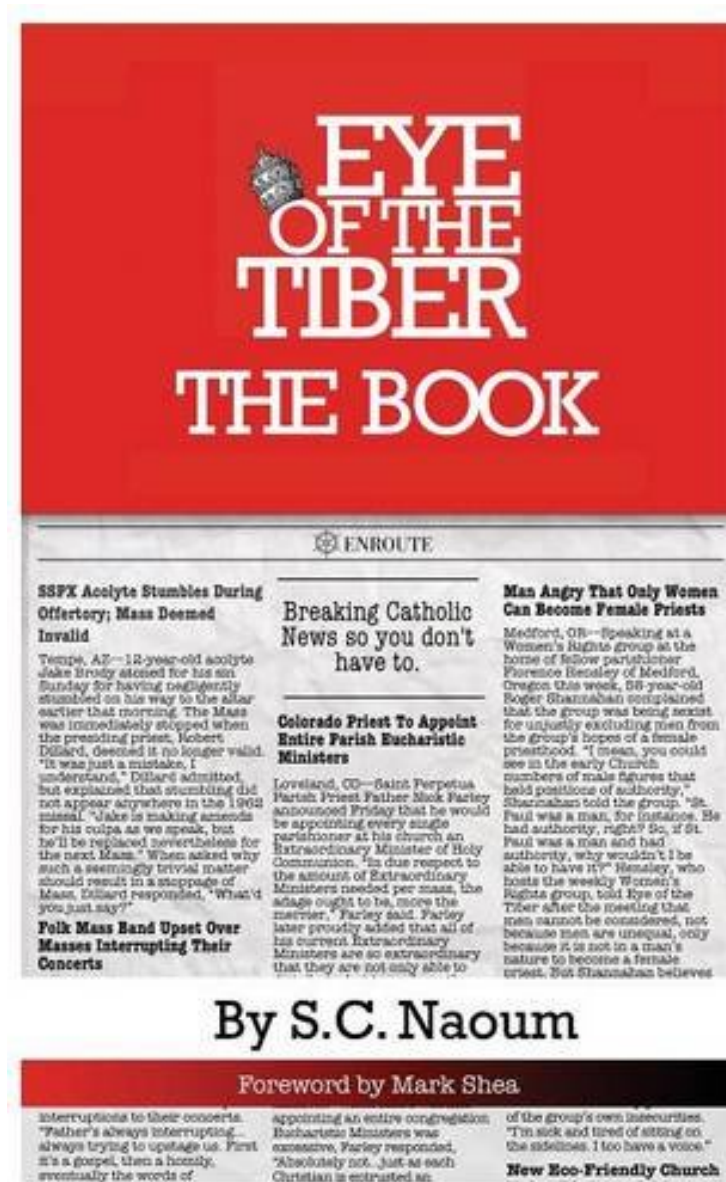 EYE
OF THE
TIBER
THE BOOK
ENROUTE
SSPX Acolyte Stumbles During
Offertory; Mass Deemed
Invalid
Tempe, AZ—12-year-old acolyte
Jake Brody atoned for his sin
Sunday for having negligently
stumbled on his way to the altar
earlier that morning. The Mass
was immediately stopped when
the presiding priest, Robert
Dillard, deemed it no longer valid.
"It was just a mistake, I
understand," Dillard admitted,
but explained that stumbling did
not appear anywhere in the 1962
missal. "Jake is making amends
for his culpa as we speak, but
he'll be replaced nevertheless for
the next Mass." When asked why
such a seemingly trivial matter
should result in a stoppage of
Mass, Dillard responded, "What'd
you just say?"
Folk Mass Band Upset Over
Masses Interrupting Their
Concerts
Breaking Catholic
News so you don't
have to.
Colorado Priest To Appoint
Entire Parish Eucharistic
Ministers
Loveland, CO—Saint Perpetua
Parish Priest Father Nick Farley
announced Friday that he would
be appointing every single
parishioner at his church an
Extraordinary Minister of Holy
Communion. "In due respect to
the amount of Extraordinary
Ministers needed per mass, the
adage ought to be, more the
merrier," Farley said. Farley
later proudly added that all of
his current Extraordinary
Ministers are so extraordinary
that they are not only able to
Man Angry That Only Women
Can Become Female Priests
Medford, OR—Speaking at a
Women's Rights group at the
home of fellow parishioner
Florence Hensley of Medford,
Oregon this week, 58-year-old
Roger Shannahan complained
that the group was being sexist
for unjustly excluding men from
the group's hopes of a female
priesthood. "I mean, you could
see in the early Church
numbers of male figures that
held positions of authority,"
Shannahan told the group. "St.
Paul was a man, for instance. He
had authority, right? So, if St.
Paul was a man and had
authority, why wouldn't I be
able to have it?" Hensley, who
hosts the weekly Women's
Rights group, told Eye of the
Tiber after the meeting that
men cannot be considered, not
because men are unequal, only
because it is not in a man's
nature to become a female
priest. But Shannahan believes
By S.C. Naoum
Foreword by Mark Shea
interruptions to their concerts.
"Father's always interrupting...
always trying to upstage us. First
it's a gospel, then a homily,
eventually the words of
appointing an entire congregation
Eucharistic Ministers was
excessive, Farley responded,
"Absolutely not...just as each
Christian is entrusted an
of the group's own insecurities.
"I'm sick and tired of sitting on
the sidelines. I too have a voice."
New Eco-Friendly Church